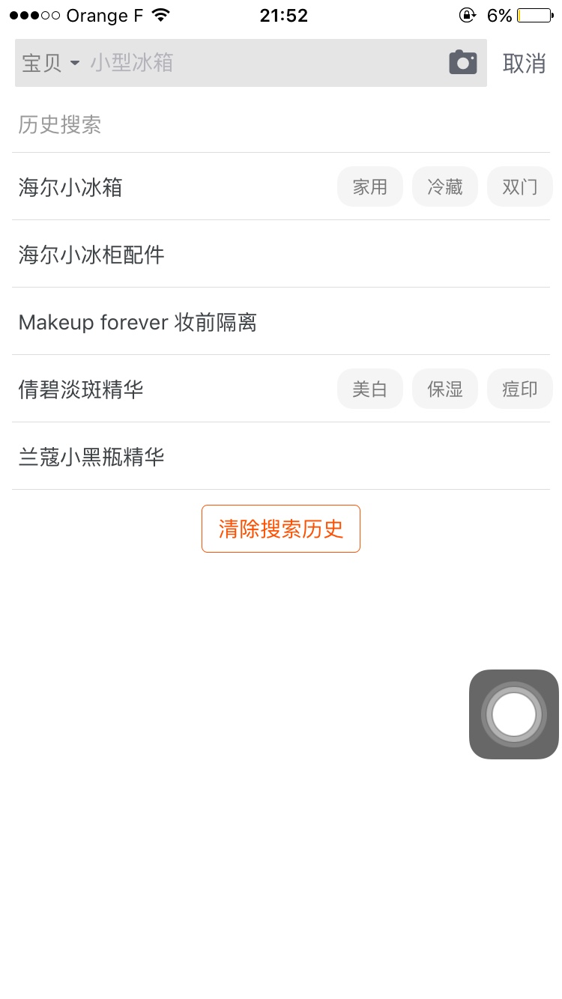 Orange F 21:52 6%
宝贝 小型冰箱 取消
历史搜索
海尔小冰箱 家用 冷藏 双门
海尔小冰柜配件
Makeup forever 妆前隔离
倩碧淡斑精华 美白 保湿 痘印
兰蔻小黑瓶精华
清除搜索历史